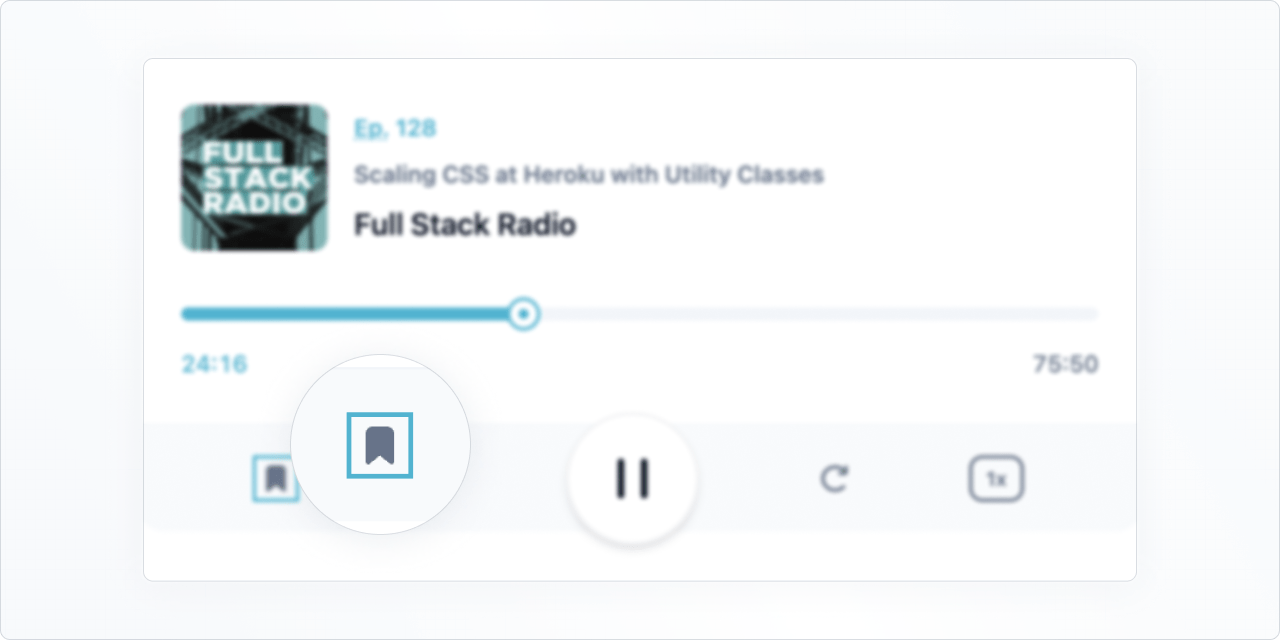 FULL
STACK
RADIO
Ep. 128
Scaling CSS at Heroku with Utility Classes
Full Stack Radio
24:16
75:50
1x